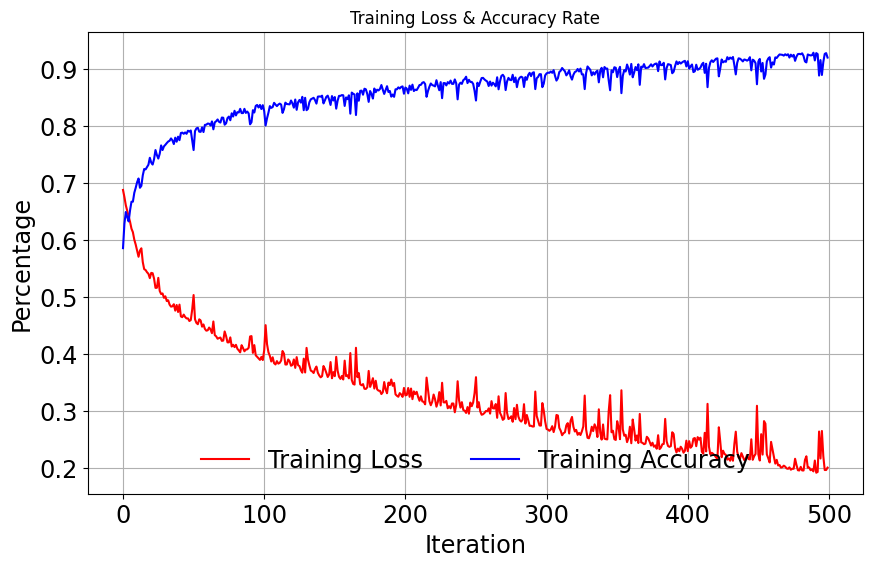 Training Loss & Accuracy Rate
Percentage
0.9
0.8
0.7
0.6
0.5
0.4
0.3
0.2
Training Loss Training Accuracy
0 100 200 300 400 500
Iteration